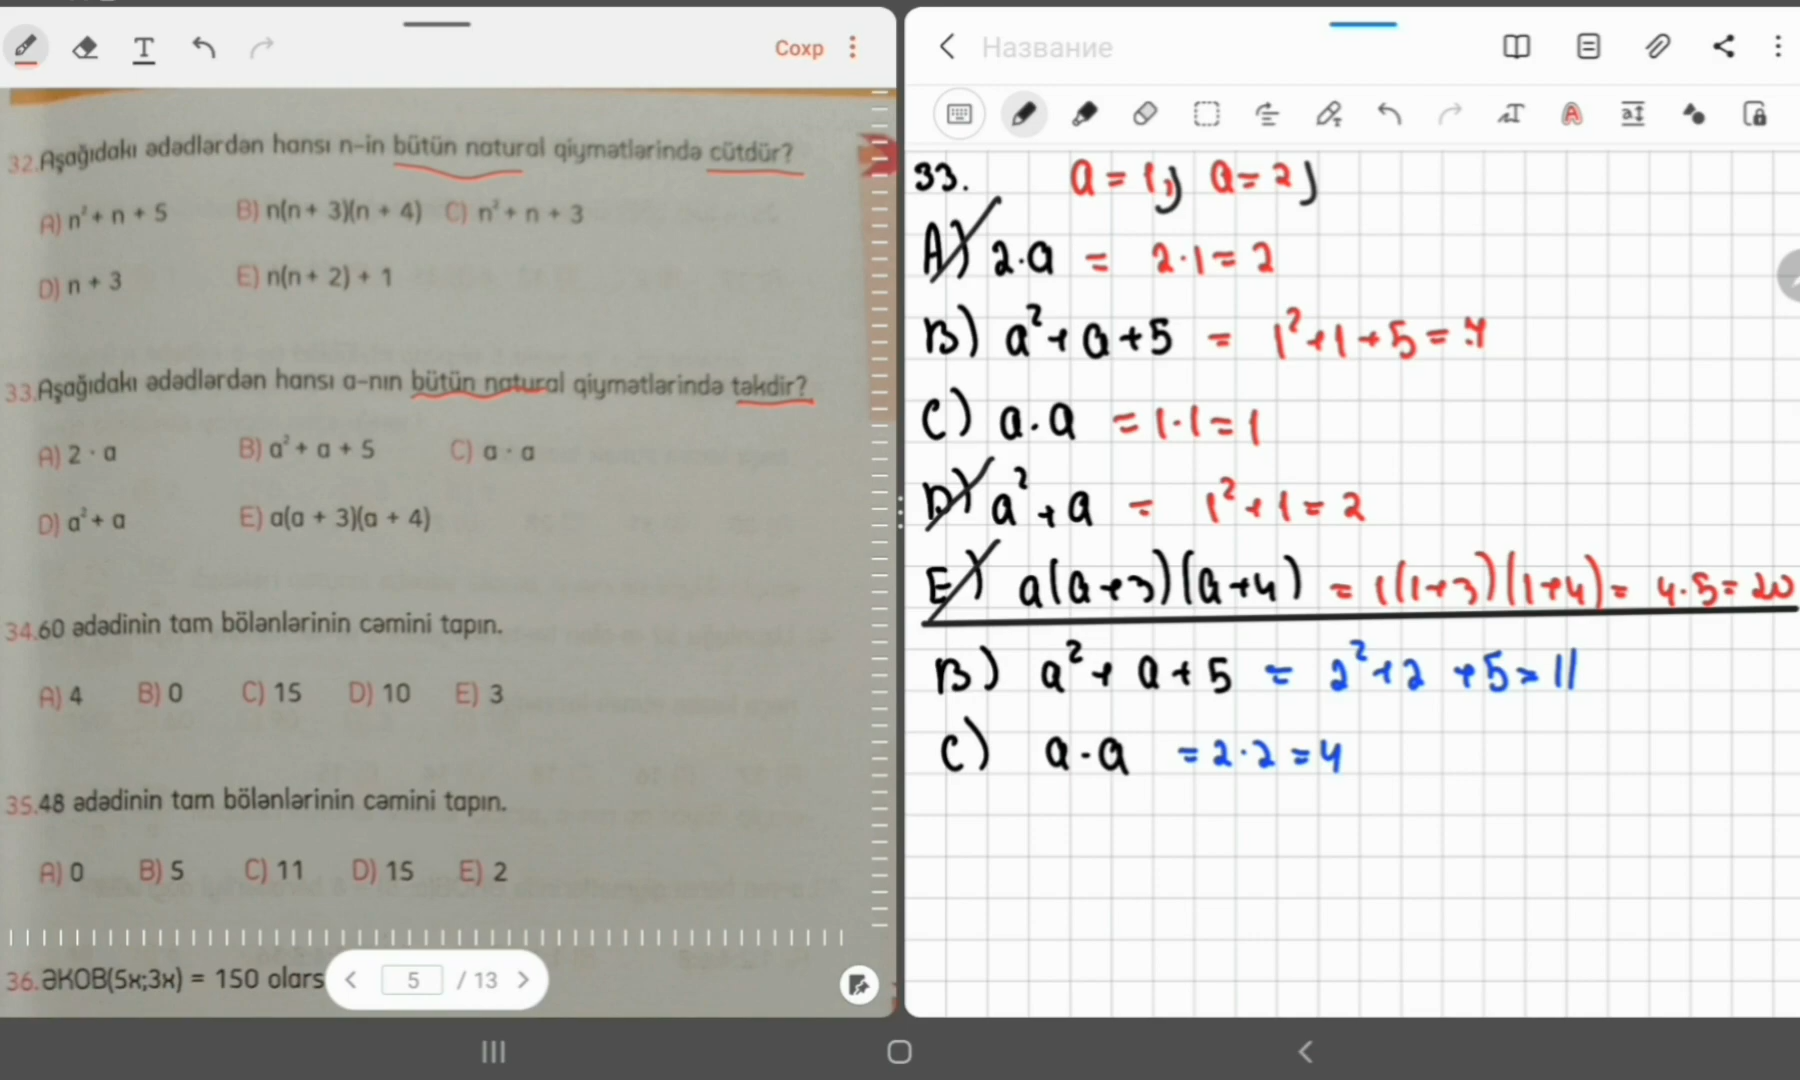 Сохр
32.Aşağıdakı ədədlərdən hansı n-in bütün natural qiymətlərində cütdür?
A) n² + n + 5 B) n(n + 3)(n + 4) C) n² + n + 3
D) n + 3 E) n(n + 2) + 1
33.Aşağıdakı ədədlərdən hansı a-nın bütün natural qiymətlərində təkdir?
A) 2 · a B) a² + a + 5 C) a · a
D) a² + a E) a(a + 3)(a + 4)
34.60 ədədinin tam bölənlərinin cəmini tapın.
A) 4 B) 0 C) 15 D) 10 E) 3
35.48 ədədinin tam bölənlərinin cəmini tapın.
A) 0 B) 5 C) 11 D) 15 E) 2
36.ƏKOB(5x;3x) = 150 olars
5 / 13
Название
33. a = 1; a = 2;
A) 2·a = 2·1 = 2
B) a² + a + 5 = 1² + 1 + 5 = 7
C) a·a = 1·1 = 1
D) a² + a = 1² + 1 = 2
E) a(a+3)(a+4) = 1(1+3)(1+4) = 4·5 = 20
B) a² + a + 5 = 2² + 2 + 5 = 11
C) a·a = 2·2 = 4